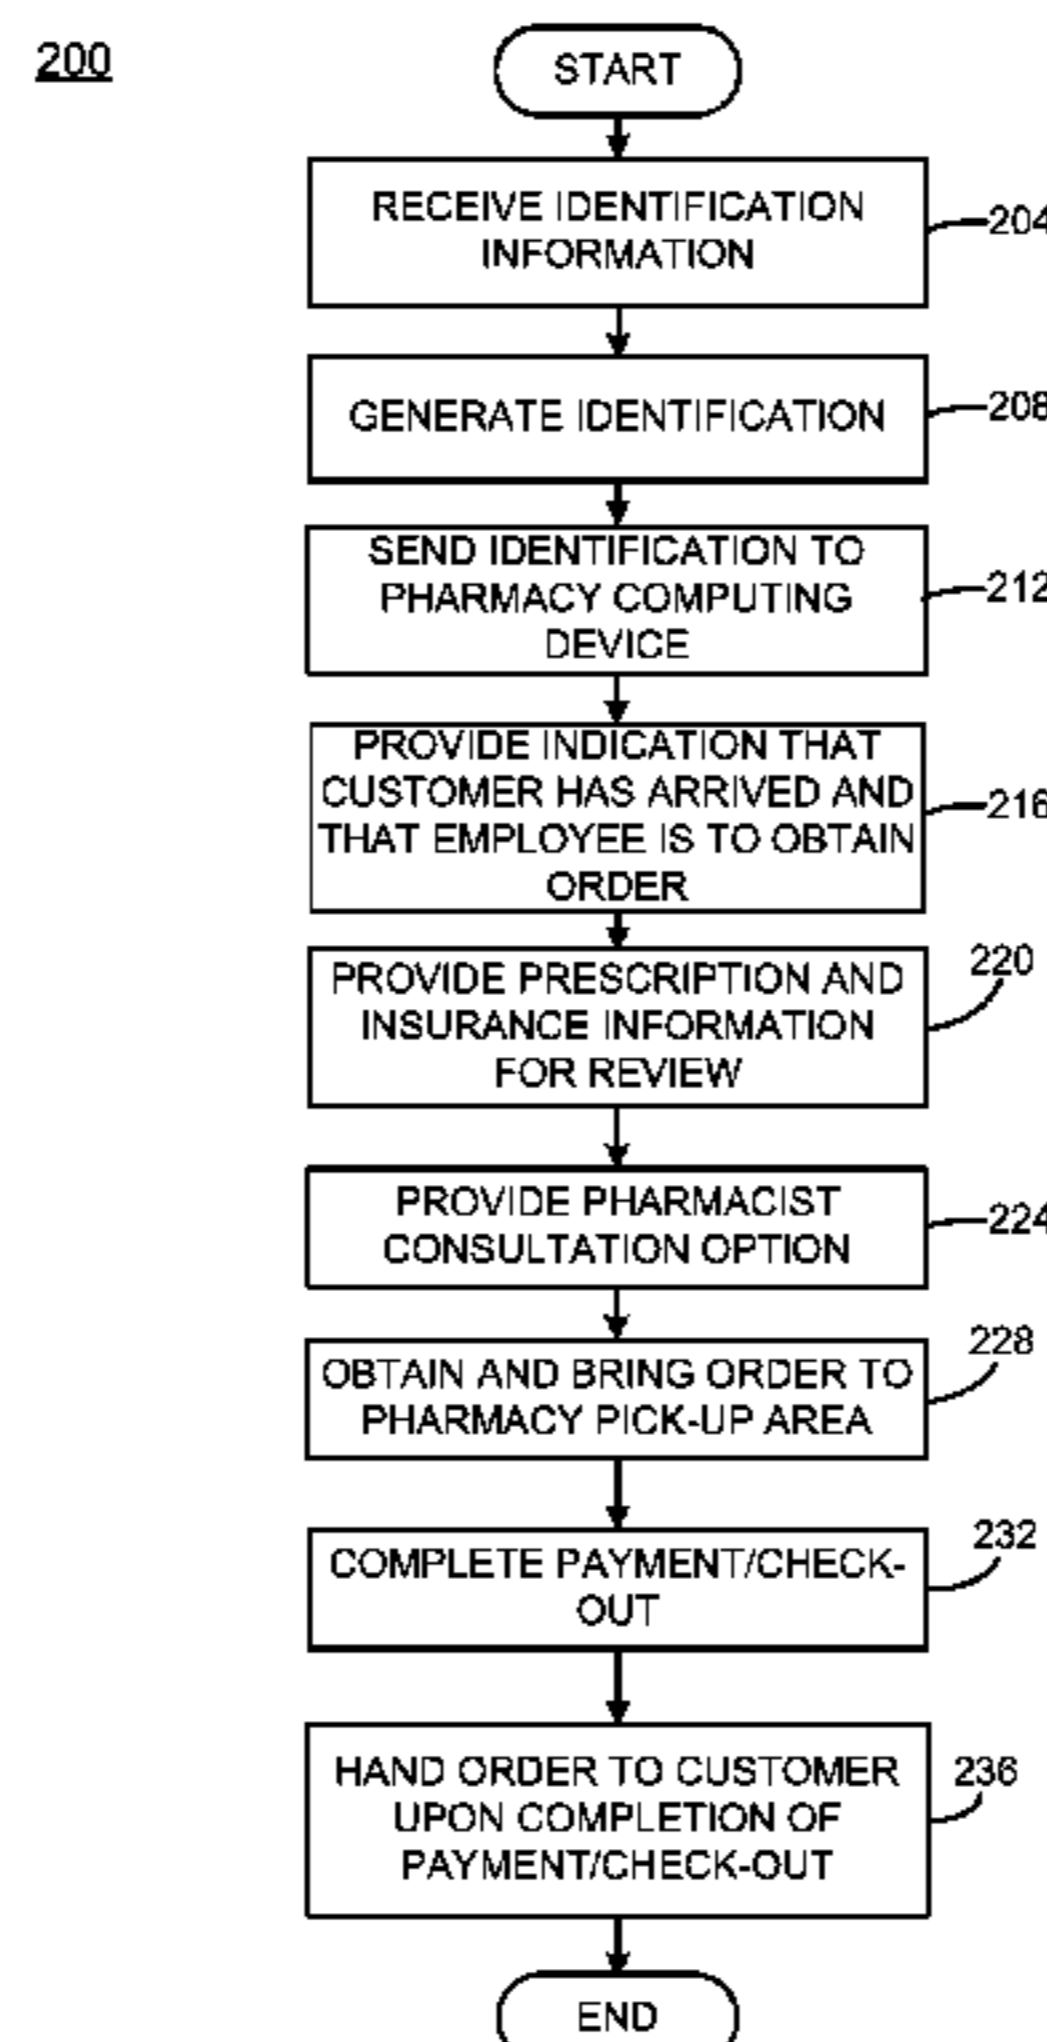 200
START
RECEIVE IDENTIFICATION
INFORMATION
204
GENERATE IDENTIFICATION
208
SEND IDENTIFICATION TO
PHARMACY COMPUTING
DEVICE
212
PROVIDE INDICATION THAT
CUSTOMER HAS ARRIVED AND
THAT EMPLOYEE IS TO OBTAIN
ORDER
216
PROVIDE PRESCRIPTION AND
INSURANCE INFORMATION
FOR REVIEW
220
PROVIDE PHARMACIST
CONSULTATION OPTION
224
OBTAIN AND BRING ORDER TO
PHARMACY PICK-UP AREA
228
COMPLETE PAYMENT/CHECK-
OUT
232
HAND ORDER TO CUSTOMER
UPON COMPLETION OF
PAYMENT/CHECK-OUT
236
END